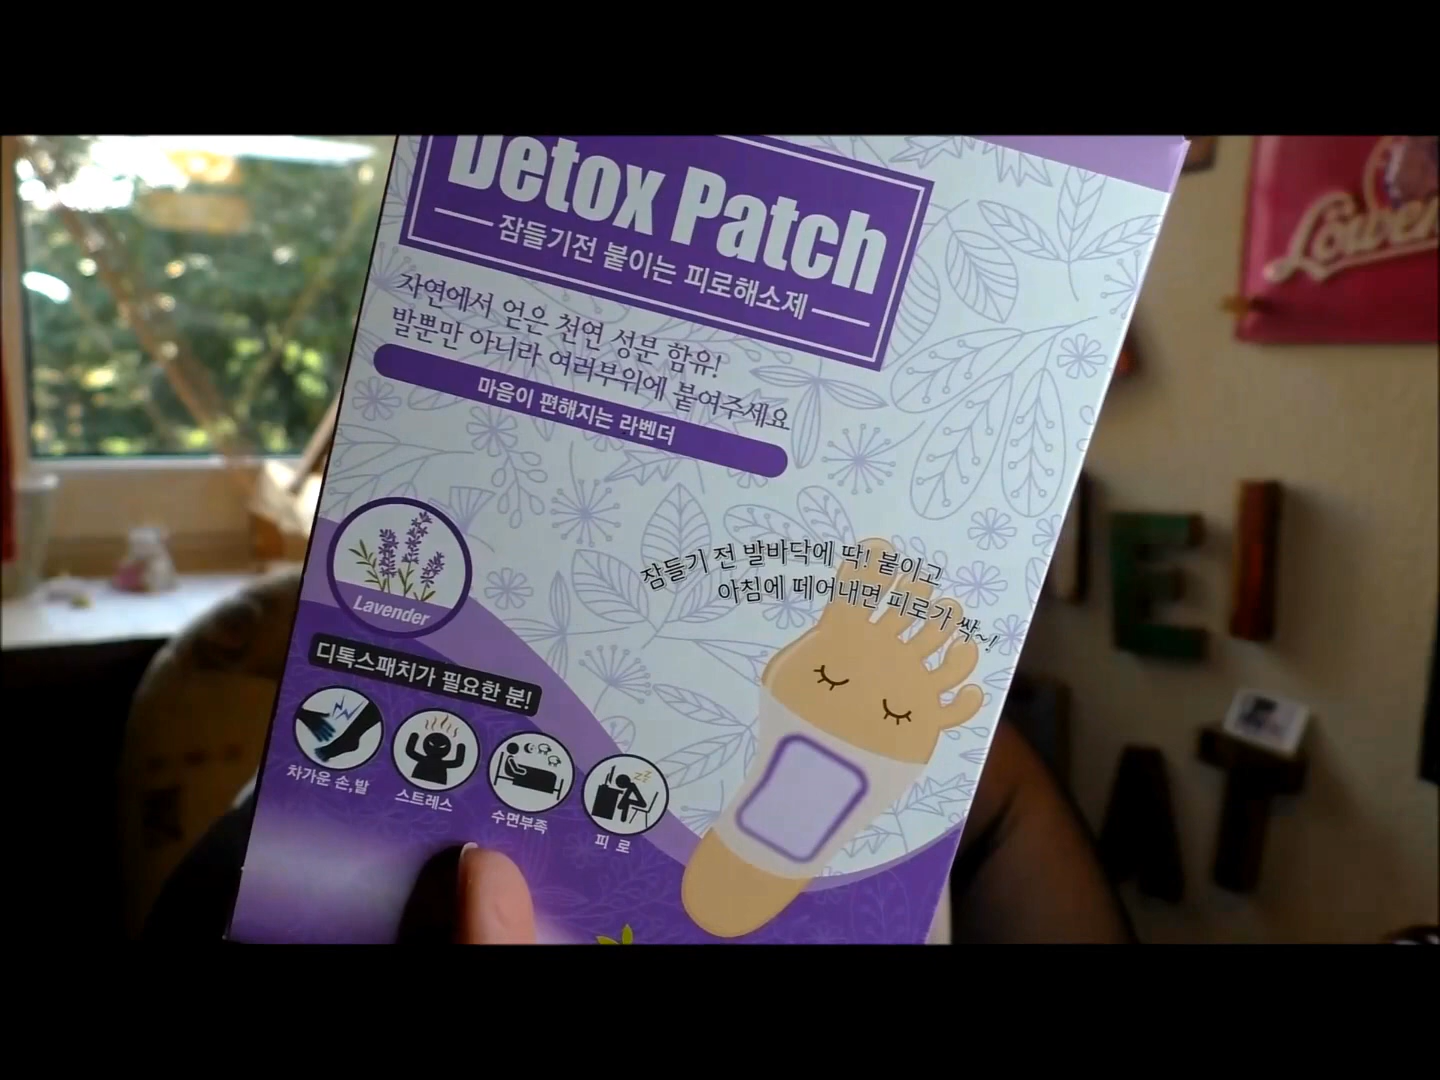 Detox Patch
잠들기전 붙이는 피로해소제
자연에서 얻은 천연 성분 함유!
발뿐만 아니라 여러부위에 붙여주세요
마음이 편해지는 라벤더
잠들기 전 발바닥에 딱! 붙이고
아침에 떼어내면 피로가 싹~!
Lavender
디톡스패치가 필요한 분!
차가운 손,발
스트레스
수면부족
피 로
zzz
Löwen